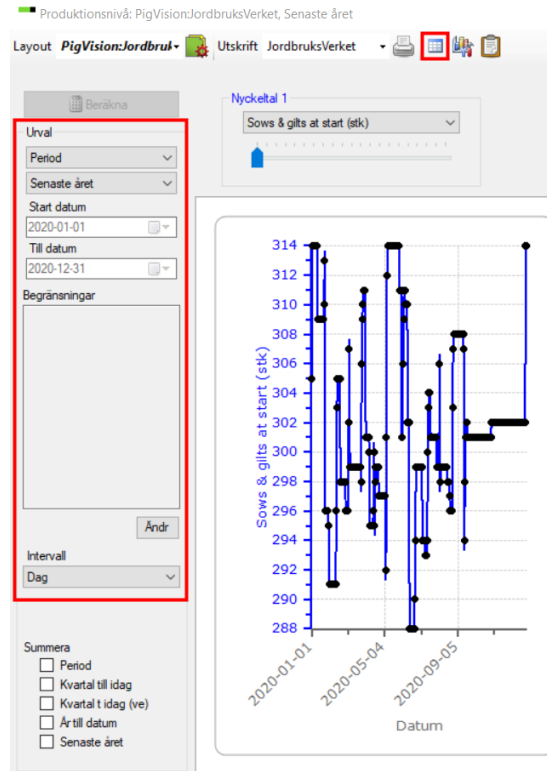 Produktionsnivå: PigVision:JordbruksVerket, Senaste året
Layout PigVision:Jordbruk Utskrift JordbruksVerket
Beräkna
Urval
Period
Senaste året
Start datum
2020-01-01
Till datum
2020-12-31
Begränsningar
Ändr
Intervall
Dag
Summera
Period
Kvartal till idag
Kvartal t idag (ve)
År till datum
Senaste året
Nyckeltal 1
Sows & gilts at start (stk)
Sows & gilts at start (stk)
314
312
310
308
306
304
302
300
298
296
294
292
290
288
2020-01-01
2020-05-04
2020-09-05
Datum